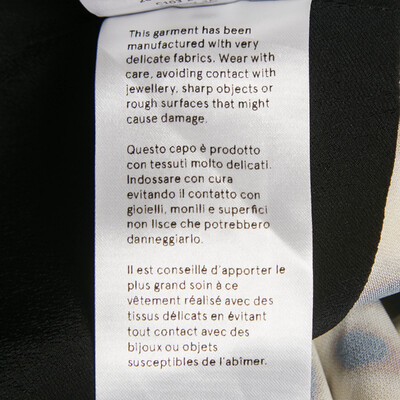 This garment has been
manufactured with very
delicate fabrics. Wear with
care, avoiding contact with
jewellery, sharp objects or
rough surfaces that might
cause damage.
Questo capo è prodotto
con tessuti molto delicati.
Indossare con cura
evitando il contatto con
gioielli, monili e superfici
non lisce che potrebbero
danneggiarlo.
Il est conseillé d'apporter le
plus grand soin à ce
vêtement réalisé avec des
tissus délicats en évitant
tout contact avec des
bijoux ou objets
susceptibles de l'abîmer.